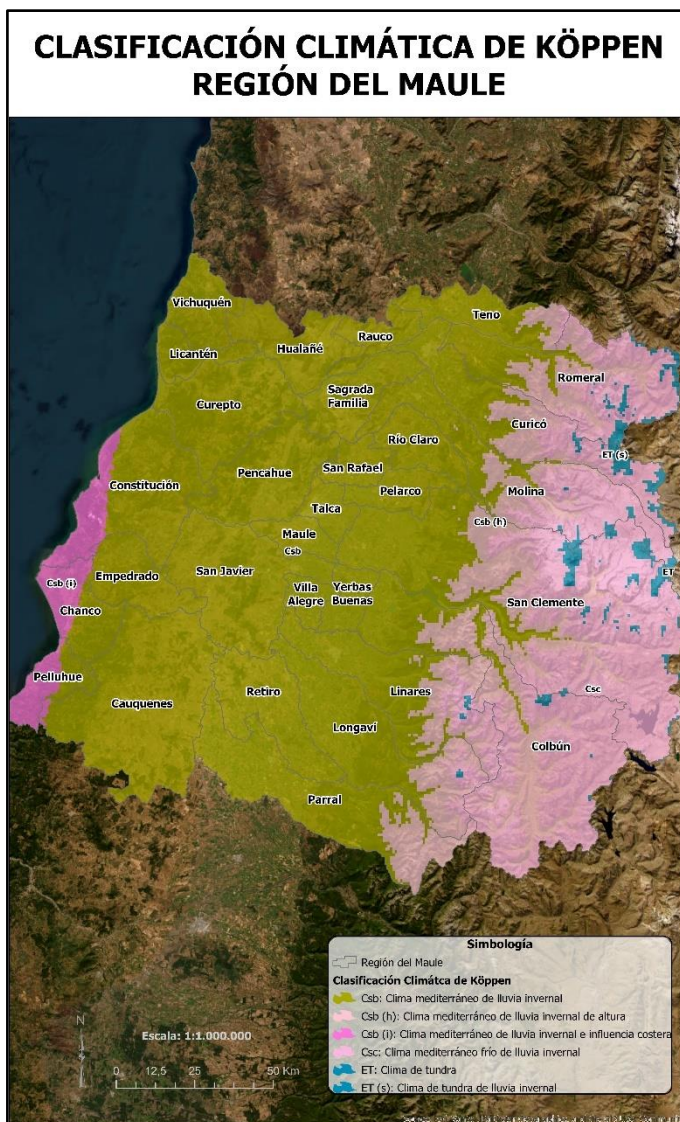 CLASIFICACIÓN CLIMÁTICA DE KÖPPEN
REGIÓN DEL MAULE
Vichuquén
Teno
Rauco
Hualañé
Licantén
Romeral
Sagrada
Familia
Curepto
Curicó
Río Claro
ET (s)
San Rafael
Pencahue
Constitución
Pelarco
Molina
Talca
Csb (h)
Maule
Csb
ET
San Javier
Empedrado
Csb (i)
Villa
Alegre
Yerbas
Buenas
San Clemente
Chanco
Pelluhue
Csc
Linares
Retiro
Cauquenes
Longaví
Colbún
Parral
Simbología
Región del Maule
Clasificación Climátca de Köppen
Csb: Clima mediterráneo de lluvia invernal
Csb (h): Clima mediterráneo de lluvia invernal de altura
Csb (i): Clima mediterráneo de lluvia invernal e influencia costera
Csc: Clima mediterráneo frío de lluvia invernal
ET: Clima de tundra
ET (s): Clima de tundra de lluvia invernal
N
Escala: 1:1.000.000
0 12,5 25 50 Km